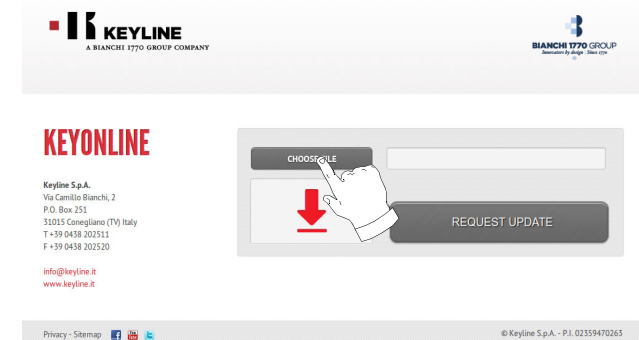 KEYLINE
A BIANCHI 1770 GROUP COMPANY
BIANCHI 1770 GROUP
Innovators by design · Since 1770
KEYONLINE
Keyline S.p.A.
Via Camillo Bianchi, 2
P.O. Box 251
31015 Conegliano (TV) Italy
T +39 0438 202511
F +39 0438 202520
info@keyline.it
www.keyline.it
CHOOSE FILE
REQUEST UPDATE
Privacy - Sitemap
© Keyline S.p.A. - P.I. 02359470263